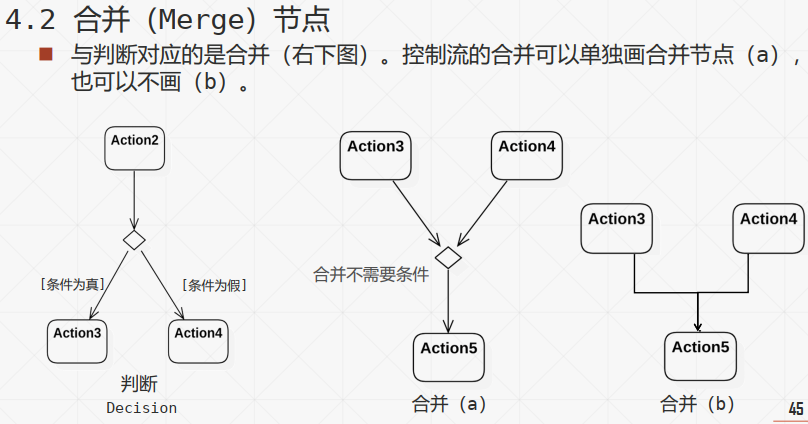 4.2 合并（Merge）节点
与判断对应的是合并（右下图）。控制流的合并可以单独画合并节点（a），
也可以不画（b）。
Action2
[条件为真]
[条件为假]
Action3
Action4
判断
Decision
Action3
Action4
合并不需要条件
Action5
合并（a）
Action3
Action4
Action5
合并（b）
45